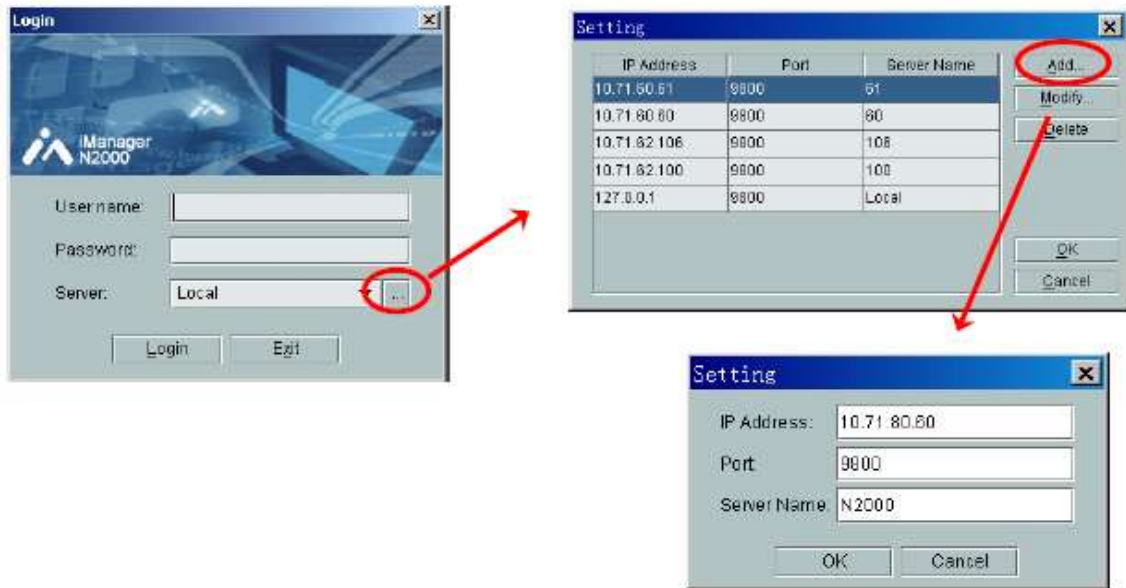 Login
iManager
N2000
User name:
Password:
Server:
Local
...
Login
Exit
Setting
IP Address Port Server Name
10.71.60.61 9800 61
10.71.60.60 9800 60
10.71.62.106 9800 106
10.71.62.100 9800 100
127.0.0.1 9800 Local
Add...
Modify...
Delete
OK
Cancel
Setting
IP Address: 10.71.80.60
Port 9800
Server Name: N2000
OK
Cancel